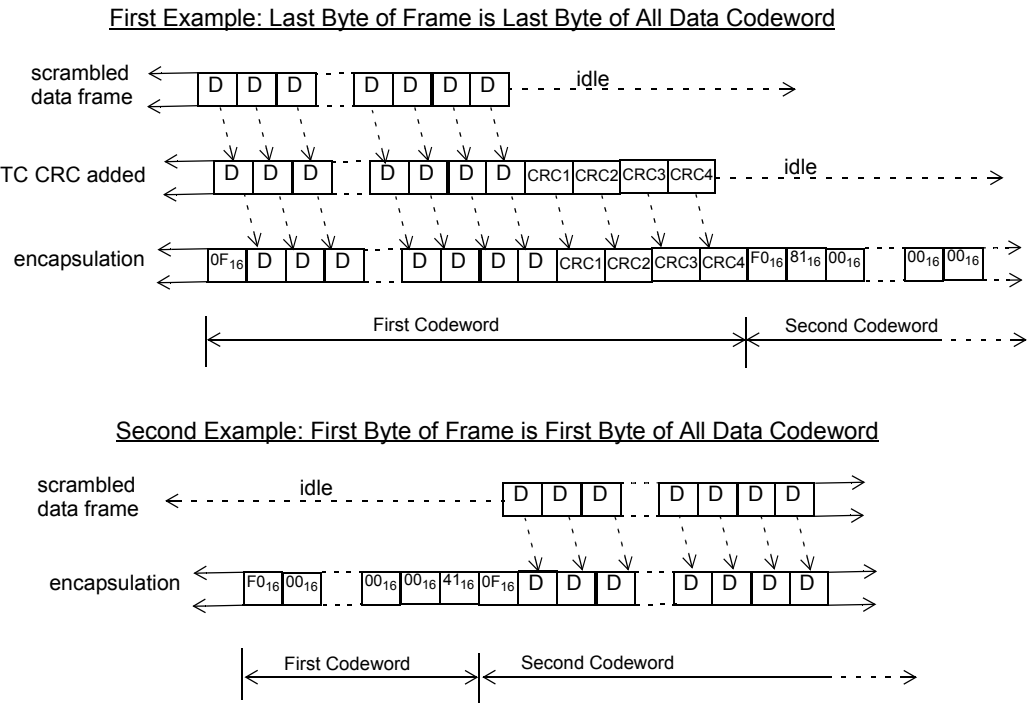 First Example: Last Byte of Frame is Last Byte of All Data Codeword
scrambled data frame D D D D D D D idle
TC CRC added D D D D D D D CRC1 CRC2 CRC3 CRC4 idle
encapsulation 0F16 D D D D D D D CRC1 CRC2 CRC3 CRC4 F016 8116 0016 0016 0016
First Codeword Second Codeword
Second Example: First Byte of Frame is First Byte of All Data Codeword
scrambled data frame idle D D D D D D D
encapsulation F016 0016 0016 0016 4116 0F16 D D D D D D D
First Codeword Second Codeword